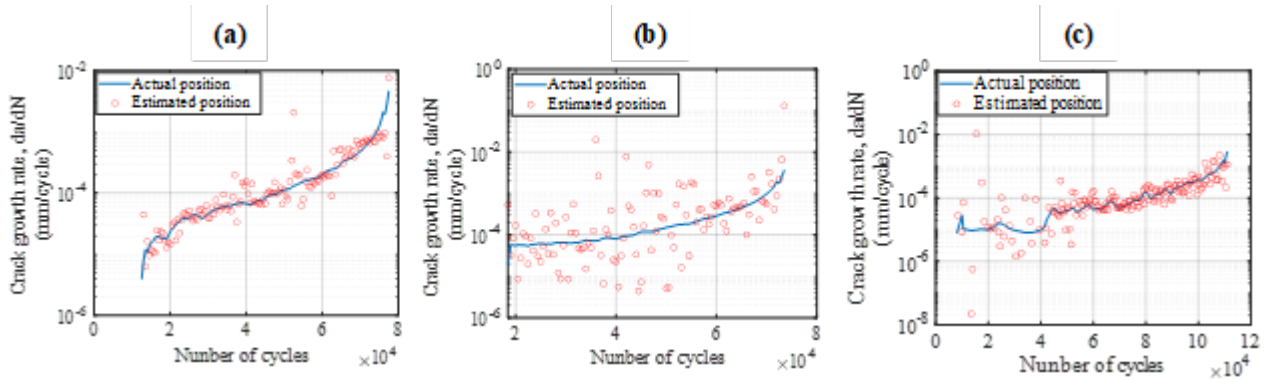 (a)
10^-2
Actual position
Estimated position
10^-4
10^-6
0 2 4 6 8
Number of cycles ×10^4
Crack growth rate, da/dN
(mm/cycle)
(b)
10^0
Actual position
Estimated position
10^-2
10^-4
10^-6
2 4 6 8
Number of cycles ×10^4
Crack growth rate, da/dN
(mm/cycle)
(c)
10^0
Actual position
Estimated position
10^-2
10^-4
10^-6
10^-8
0 2 4 6 8 10 12
Number of cycles ×10^4
Crack growth rate, da/dN
(mm/cycle)